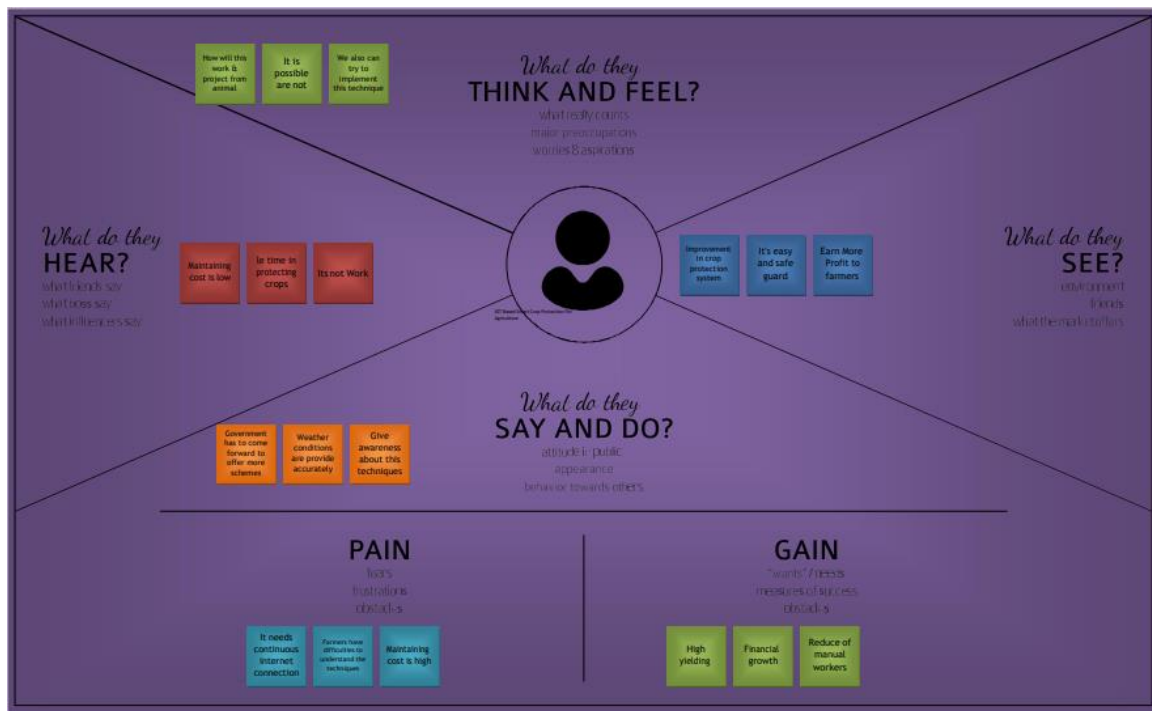 How will this
work &
project from
animal
It is
possible
are not
We also can
try to
implement
this technique
What do they
THINK AND FEEL?
what really counts
major preoccupations
worries & aspirations
What do they
HEAR?
what friends say
what boss say
what influencers say
Maintaining
cost is low
le time in
protecting
crops
Its not Work
Improvement
in crop
protection
system
It's easy
and safe
guard
Earn More
Profit to
farmers
What do they
SEE?
environment
friends
what the market offers
Crop Protection
Agriculture
What do they
SAY AND DO?
attitude in public
appearance
behavior towards others
Government
has to come
forward to
offer more
schemes
Weather
conditions
are provide
accurately
Give
awareness
about this
techniques
PAIN
fears
frustrations
obstacles
It needs
continuous
internet
connection
Farmers have
difficulties to
understand the
techniques
Maintaining
cost is high
GAIN
"wants" / needs
measures of success
obstacles
High
yielding
Financial
growth
Reduce of
manual
workers